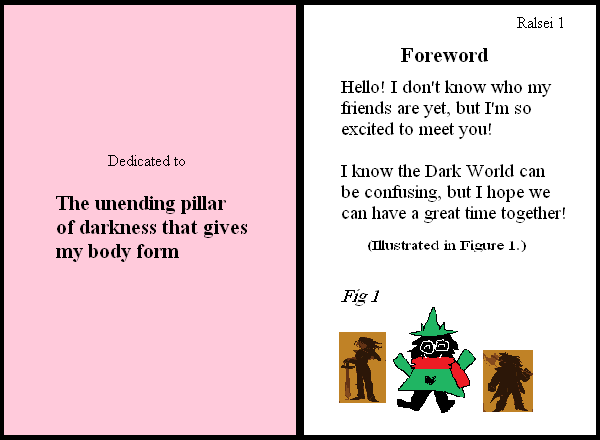 Dedicated to
The unending pillar
of darkness that gives
my body form
Ralsei 1
Foreword
Hello! I don't know who my
friends are yet, but I'm so
excited to meet you!
I know the Dark World can
be confusing, but I hope we
can have a great time together!
(Illustrated in Figure 1.)
Fig 1